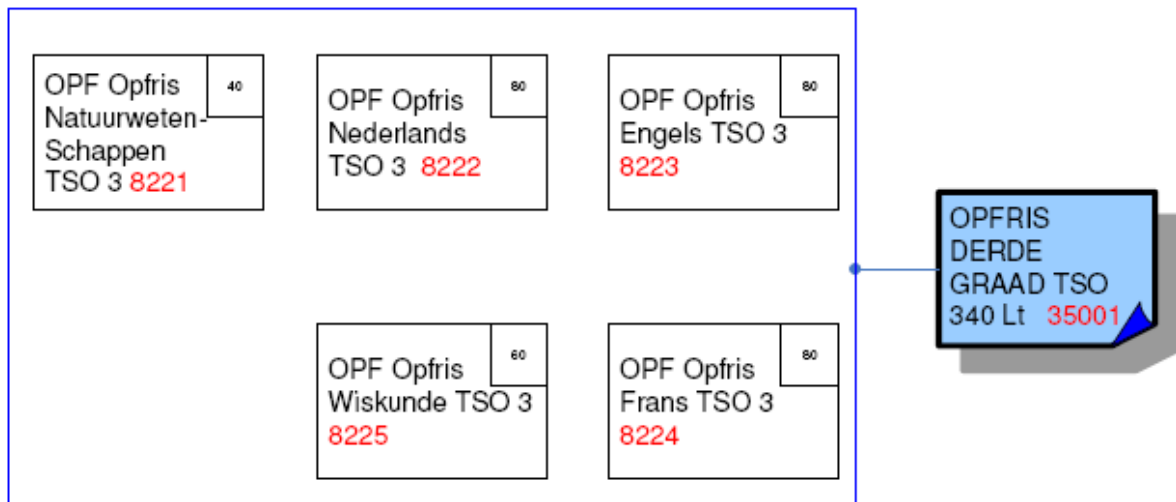 OPF Opfris
Natuurweten-
Schappen
TSO 3 8221
40
OPF Opfris
Nederlands
TSO 3 8222
80
OPF Opfris
Engels TSO 3
8223
80
OPF Opfris
Wiskunde TSO 3
8225
60
OPF Opfris
Frans TSO 3
8224
80
OPFRIS
DERDE
GRAAD TSO
340 Lt 35001